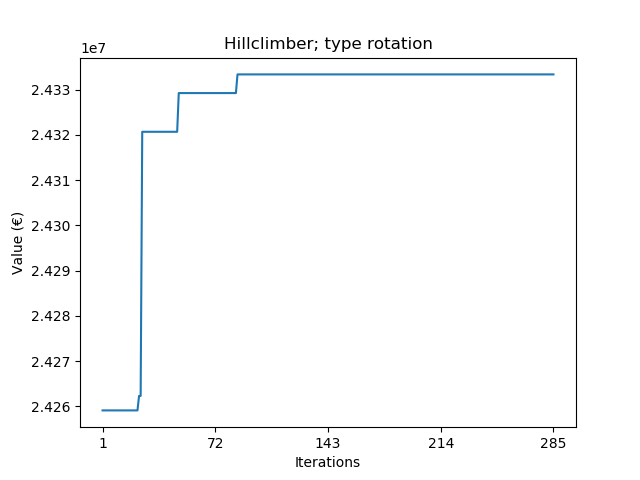 Hillclimber; type rotation
1e7
2.433
2.432
2.431
2.430
2.429
2.428
2.427
2.426
Value (€)
1 72 143 214 285
Iterations